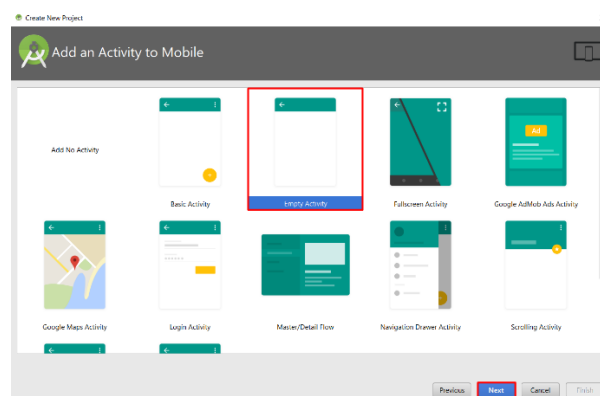 Create New Project
Add an Activity to Mobile
Add No Activity
Basic Activity
Empty Activity
Fullscreen Activity
Ad
Google AdMob Ads Activity
Google Maps Activity
Login Activity
Master/Detail Flow
Navigation Drawer Activity
Scrolling Activity
Previous
Next
Cancel
Finish